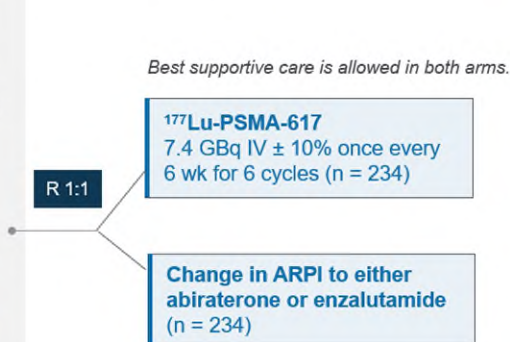 Best supportive care is allowed in both arms.
¹⁷⁷Lu-PSMA-617
7.4 GBq IV ± 10% once every
6 wk for 6 cycles (n = 234)
R 1:1
Change in ARPI to either
abiraterone or enzalutamide
(n = 234)